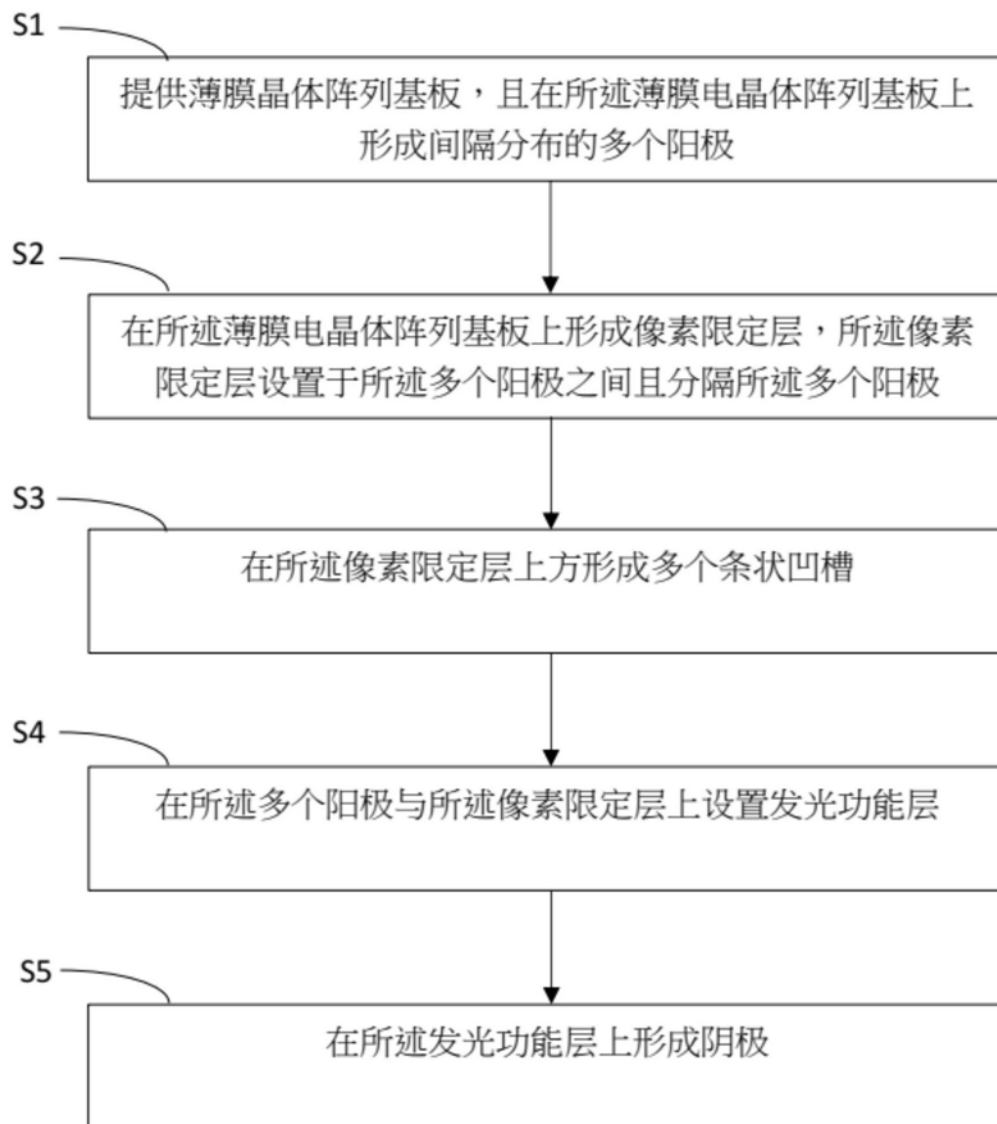 S1
提供薄膜晶体阵列基板，且在所述薄膜电晶体阵列基板上
形成间隔分布的多个阳极
S2
在所述薄膜电晶体阵列基板上形成像素限定层，所述像素
限定层设置于所述多个阳极之间且分隔所述多个阳极
S3
在所述像素限定层上方形成多个条状凹槽
S4
在所述多个阳极与所述像素限定层上设置发光功能层
S5
在所述发光功能层上形成阴极